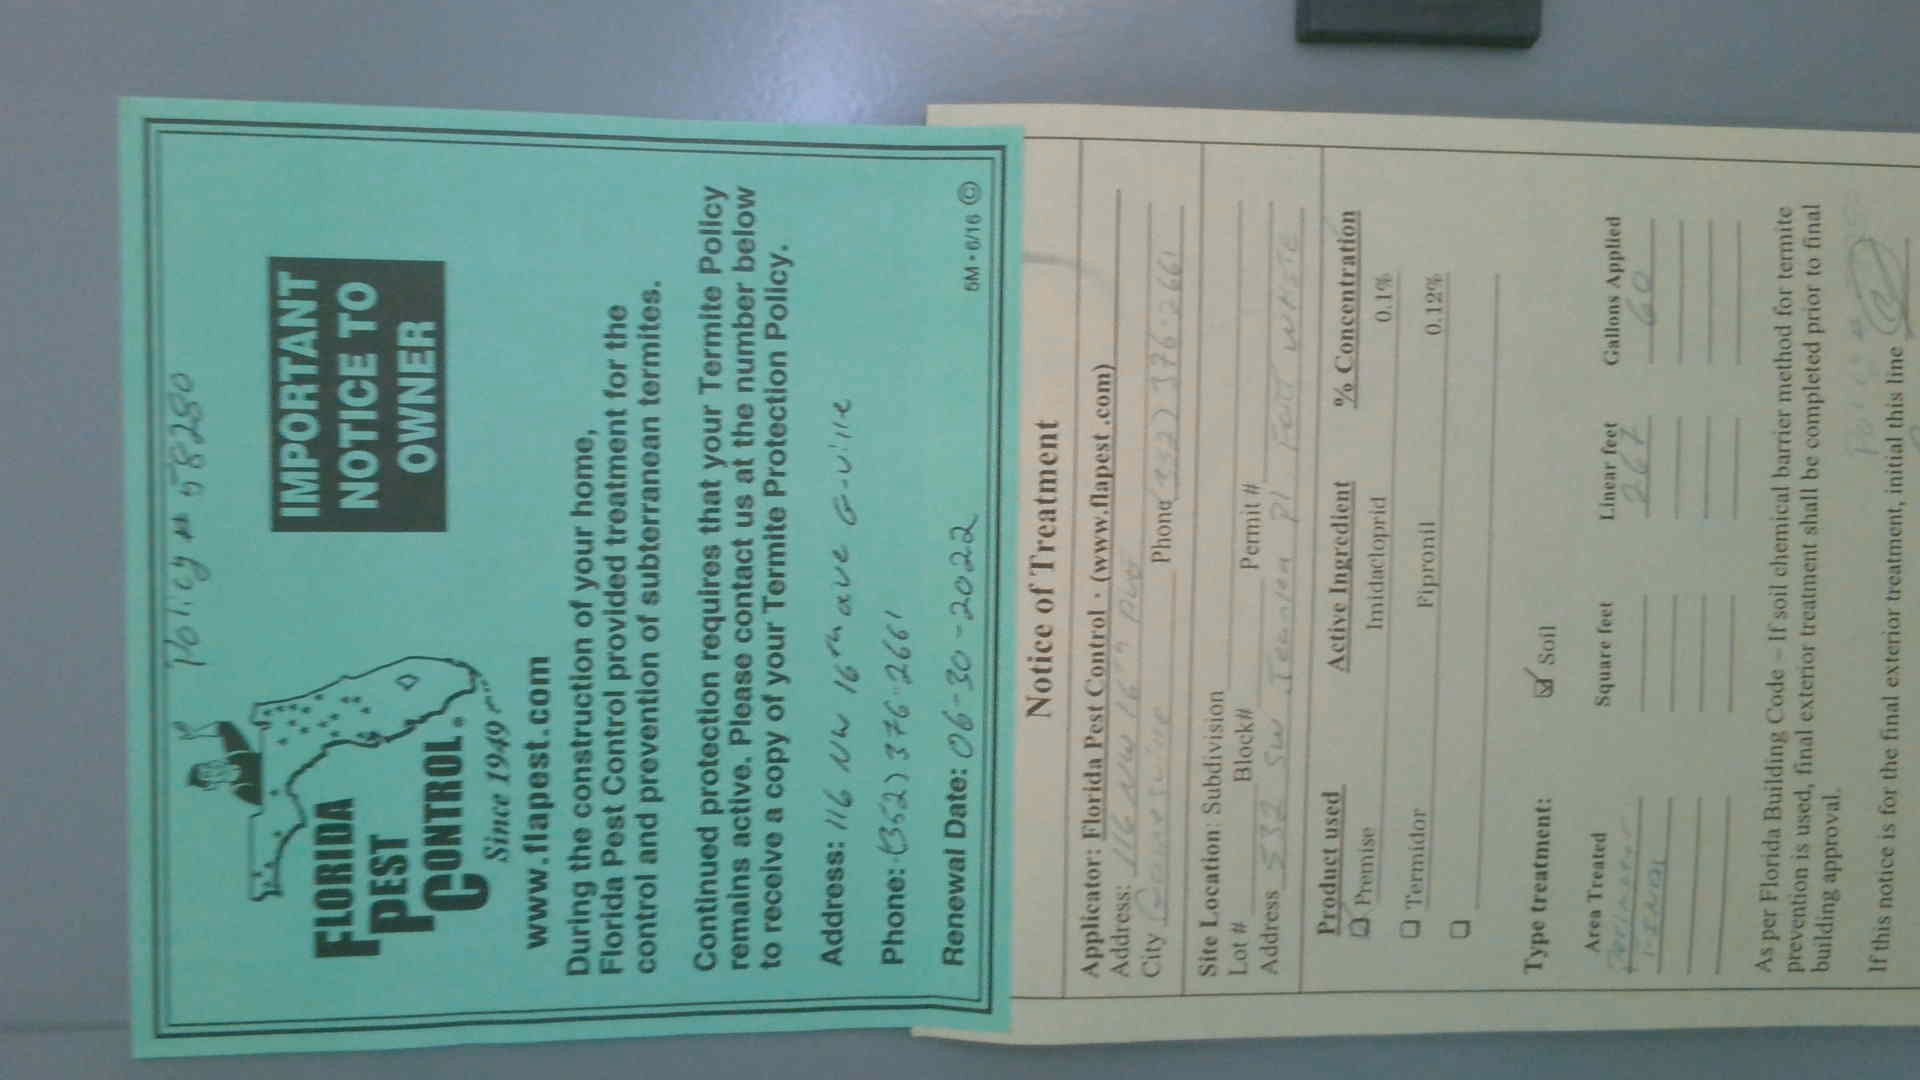 Policy # 58280
FLORIDA
PEST
CONTROL
Since 1949
IMPORTANT
NOTICE TO
OWNER
www.flapest.com
During the construction of your home,
Florida Pest Control provided treatment for the
control and prevention of subterranean termites.
Continued protection requires that your Termite Policy
remains active. Please contact us at the number below
to receive a copy of your Termite Protection Policy.
Address: 116 NW 16th ave G-ville
Phone: (352) 376-2661
Renewal Date: 06-30-2022
5M • 6/16 ©
Notice of Treatment
Applicator: Florida Pest Control · (www.flapest.com)
Address: 116 NW 16th Ave
City Gainesville Phone (352) 376-2661
Site Location: Subdivision
Lot # Block# Permit #
Address 532 SW Pl. Fort White
Product used Active Ingredient % Concentration
Premise Imidacloprid 0.1%
Termidor Fipronil 0.12%
Type treatment: Soil
Area Treated Square feet Linear feet Gallons Applied
Perimeter 267 60
Final
As per Florida Building Code – If soil chemical barrier method for termite
prevention is used, final exterior treatment shall be completed prior to final
building approval.
If this notice is for the final exterior treatment, initial this line